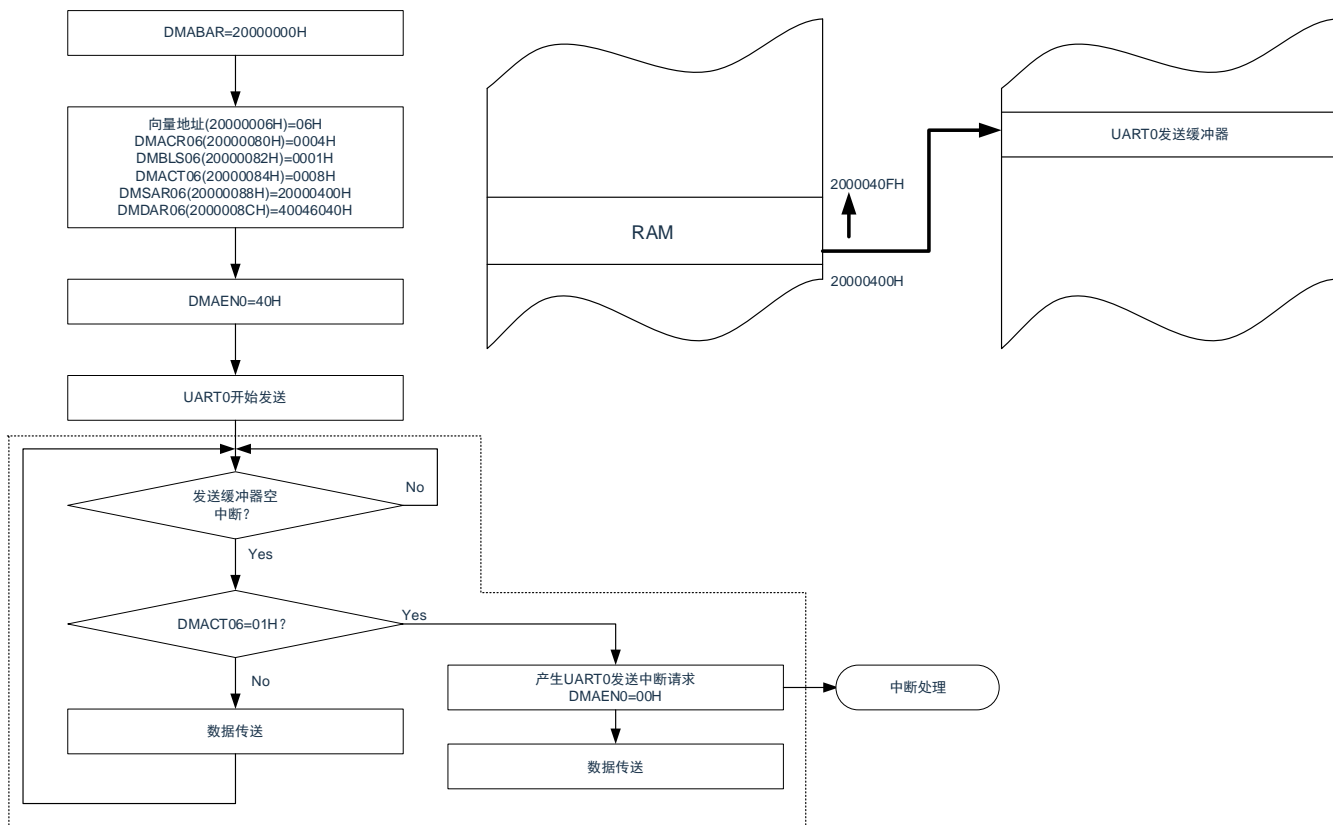 DMABAR=20000000H
向量地址(20000006H)=06H
DMACR06(20000080H)=0004H
DMBLS06(20000082H)=0001H
DMACT06(20000084H)=0008H
DMSAR06(20000088H)=20000400H
DMDAR06(2000008CH)=40046040H
DMAEN0=40H
UART0开始发送
发送缓冲器空
中断？
No
Yes
DMACT06=01H？
Yes
No
数据传送
产生UART0发送中断请求
DMAEN0=00H
数据传送
中断处理
RAM
2000040FH
20000400H
UART0发送缓冲器